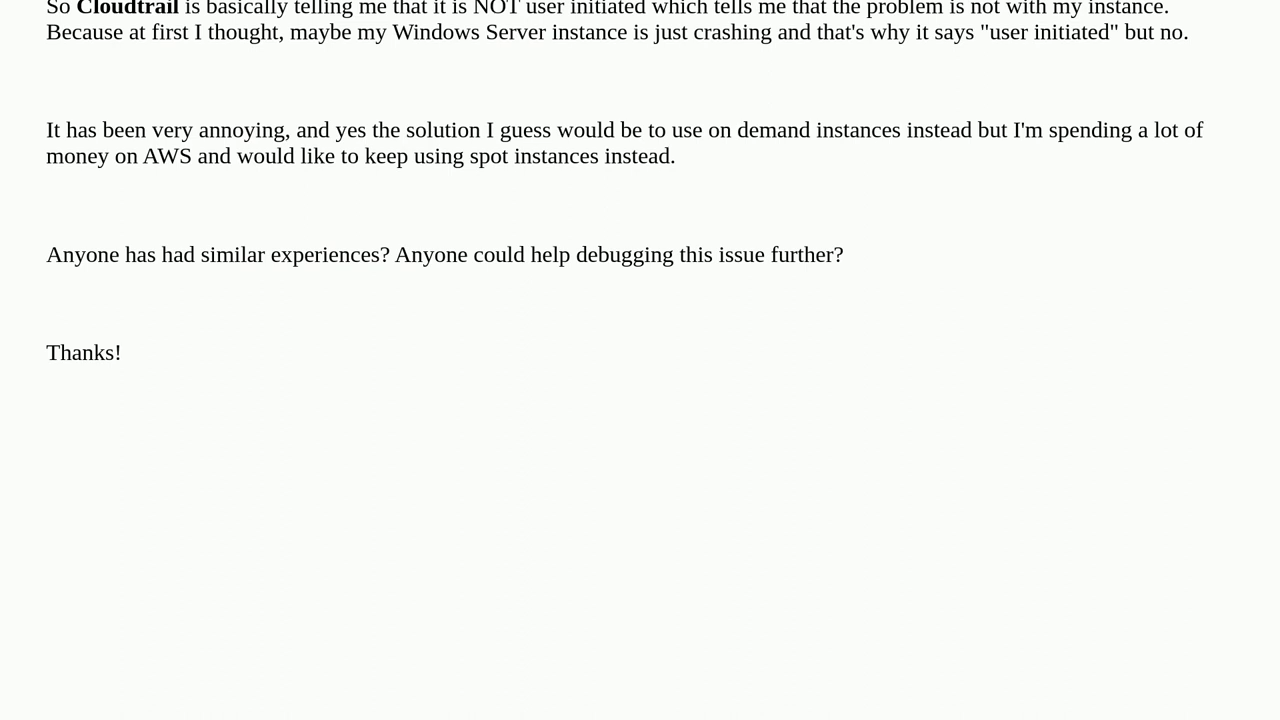 So Cloudtrail is basically telling me that it is NOT user initiated which tells me that the problem is not with my instance.
Because at first I thought, maybe my Windows Server instance is just crashing and that's why it says "user initiated" but no.
It has been very annoying, and yes the solution I guess would be to use on demand instances instead but I'm spending a lot of
money on AWS and would like to keep using spot instances instead.
Anyone has had similar experiences? Anyone could help debugging this issue further?
Thanks!